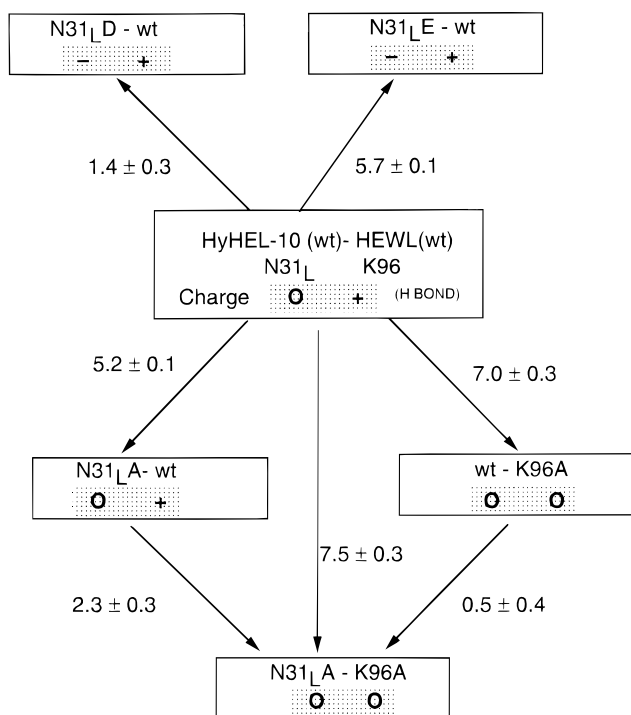 N31LD - wt
− +
N31LE - wt
− +
1.4 ± 0.3
5.7 ± 0.1
HyHEL-10 (wt)- HEWL(wt)
N31L K96
Charge O + (H BOND)
5.2 ± 0.1
7.0 ± 0.3
N31LA- wt
O +
wt - K96A
O O
7.5 ± 0.3
2.3 ± 0.3
0.5 ± 0.4
N31LA - K96A
O O